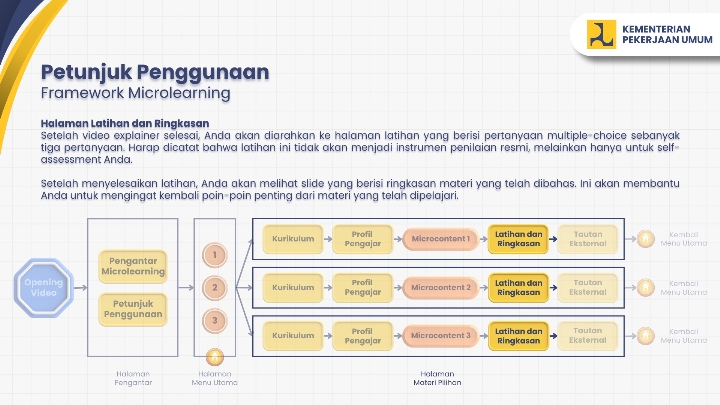 KEMENTERIAN
PEKERJAAN UMUM
Petunjuk Penggunaan
Framework Microlearning
Halaman Latihan dan Ringkasan
Setelah video explainer selesai, Anda akan diarahkan ke halaman latihan yang berisi pertanyaan multiple-choice sebanyak
tiga pertanyaan. Harap dicatat bahwa latihan ini tidak akan menjadi instrumen penilaian resmi, melainkan hanya untuk self-
assessment Anda.
Setelah menyelesaikan latihan, Anda akan melihat slide yang berisi ringkasan materi yang telah dibahas. Ini akan membantu
Anda untuk mengingat kembali poin-poin penting dari materi yang telah dipelajari.
Opening
Video
Pengantar
Microlearning
Petunjuk
Penggunaan
Halaman
Pengantar
1
2
3
Halaman
Menu Utama
Kurikulum
Profil
Pengajar
Microcontent 1
Latihan dan
Ringkasan
Tautan
Eksternal
Kembali
Menu Utama
Kurikulum
Profil
Pengajar
Microcontent 2
Latihan dan
Ringkasan
Tautan
Eksternal
Kembali
Menu Utama
Kurikulum
Profil
Pengajar
Microcontent 3
Latihan dan
Ringkasan
Tautan
Eksternal
Kembali
Menu Utama
Halaman
Materi Pilihan